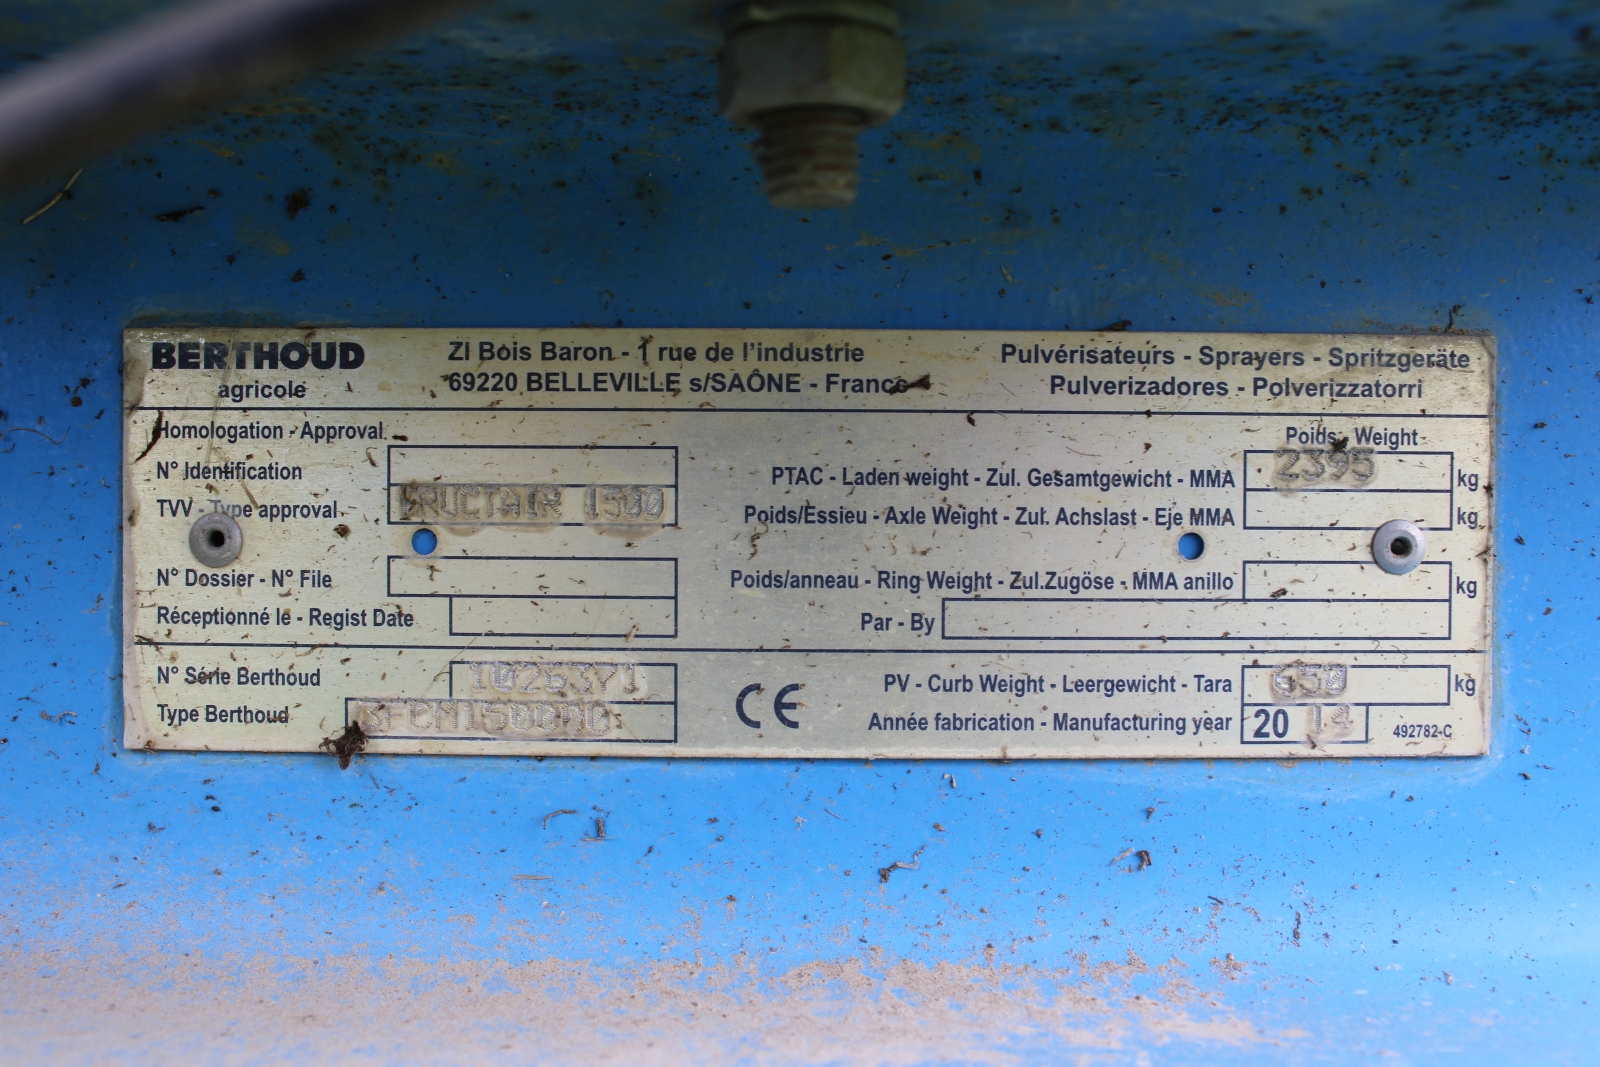 BERTHOUD
agricole
ZI Bois Baron - 1 rue de l'industrie
69220 BELLEVILLE s/SAÔNE - France
Pulvérisateurs - Sprayers - Spritzgeräte
Pulverizadores - Polverizzatorri
Homologation - Approval
Poids - Weight
N° Identification
PTAC - Laden weight - Zul. Gesamtgewicht - MMA 2395 kg
TVV - Type approval FRUCTAIR 1500
Poids/Essieu - Axle Weight - Zul. Achslast - Eje MMA kg
N° Dossier - N° File
Poids/anneau - Ring Weight - Zul.Zugöse - MMA anillo kg
Réceptionné le - Regist Date
Par - By
N° Série Berthoud 1026371
PV - Curb Weight - Leergewicht - Tara kg
Type Berthoud
CE
Année fabrication - Manufacturing year 20 14
492782-C